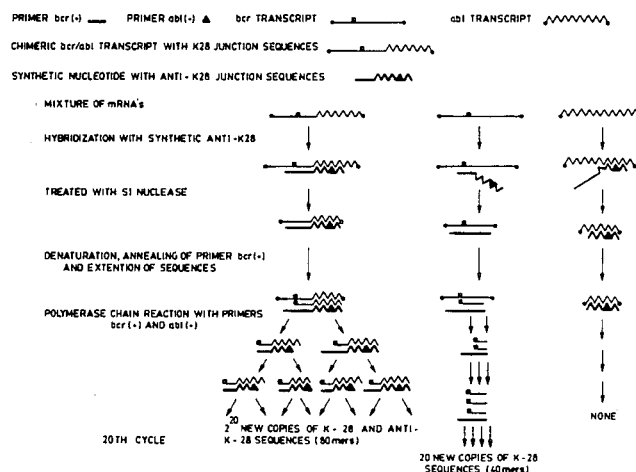 PRIMER bcr(-) PRIMER abl(-) bcr TRANSCRIPT abl TRANSCRIPT
CHIMERIC bcr/abl TRANSCRIPT WITH K28 JUNCTION SEQUENCES
SYNTHETIC NUCLEOTIDE WITH ANTI-K28 JUNCTION SEQUENCES
MIXTURE OF mRNA's
HYBRIDIZATION WITH SYNTHETIC ANTI-K28
TREATED WITH S1 NUCLEASE
DENATURATION, ANNEALING OF PRIMER bcr(-)
AND EXTENTION OF SEQUENCES
POLYMERASE CHAIN REACTION WITH PRIMERS
bcr(-) AND abl(-)
20TH CYCLE
2^20 NEW COPIES OF K-28 AND ANTI-
K-28 SEQUENCES (80mers)
20 NEW COPIES OF K-28
SEQUENCES (40mers)
NONE